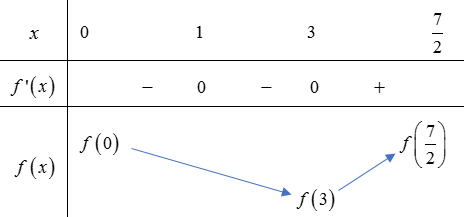 x 0 1 3 7/2
f'(x) − 0 − 0 +
f(x) f(0) f(3) f(7/2)